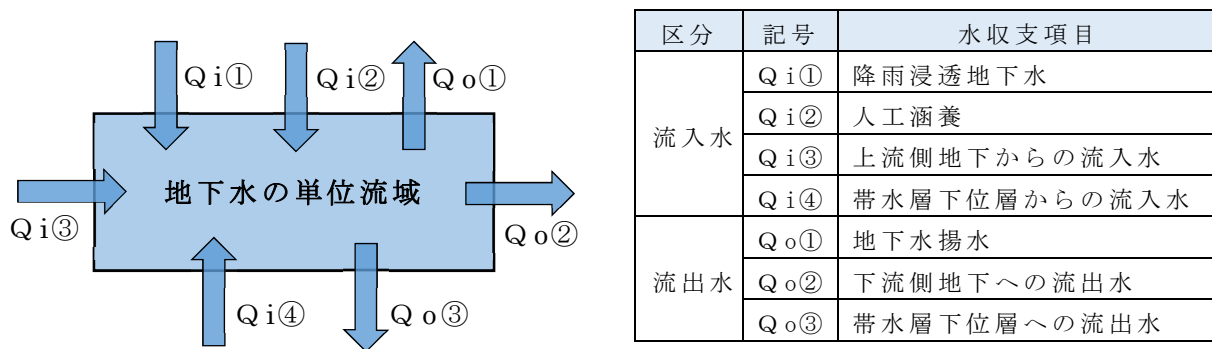 Qi①
Qi②
Qo①
地下水の単位流域
Qi③
Qo②
Qi④
Qo③
区分 記号 水収支項目
流入水
Qi① 降雨浸透地下水
Qi② 人工涵養
Qi③ 上流側地下からの流入水
Qi④ 帯水層下位層からの流入水
流出水
Qo① 地下水揚水
Qo② 下流側地下への流出水
Qo③ 帯水層下位層への流出水